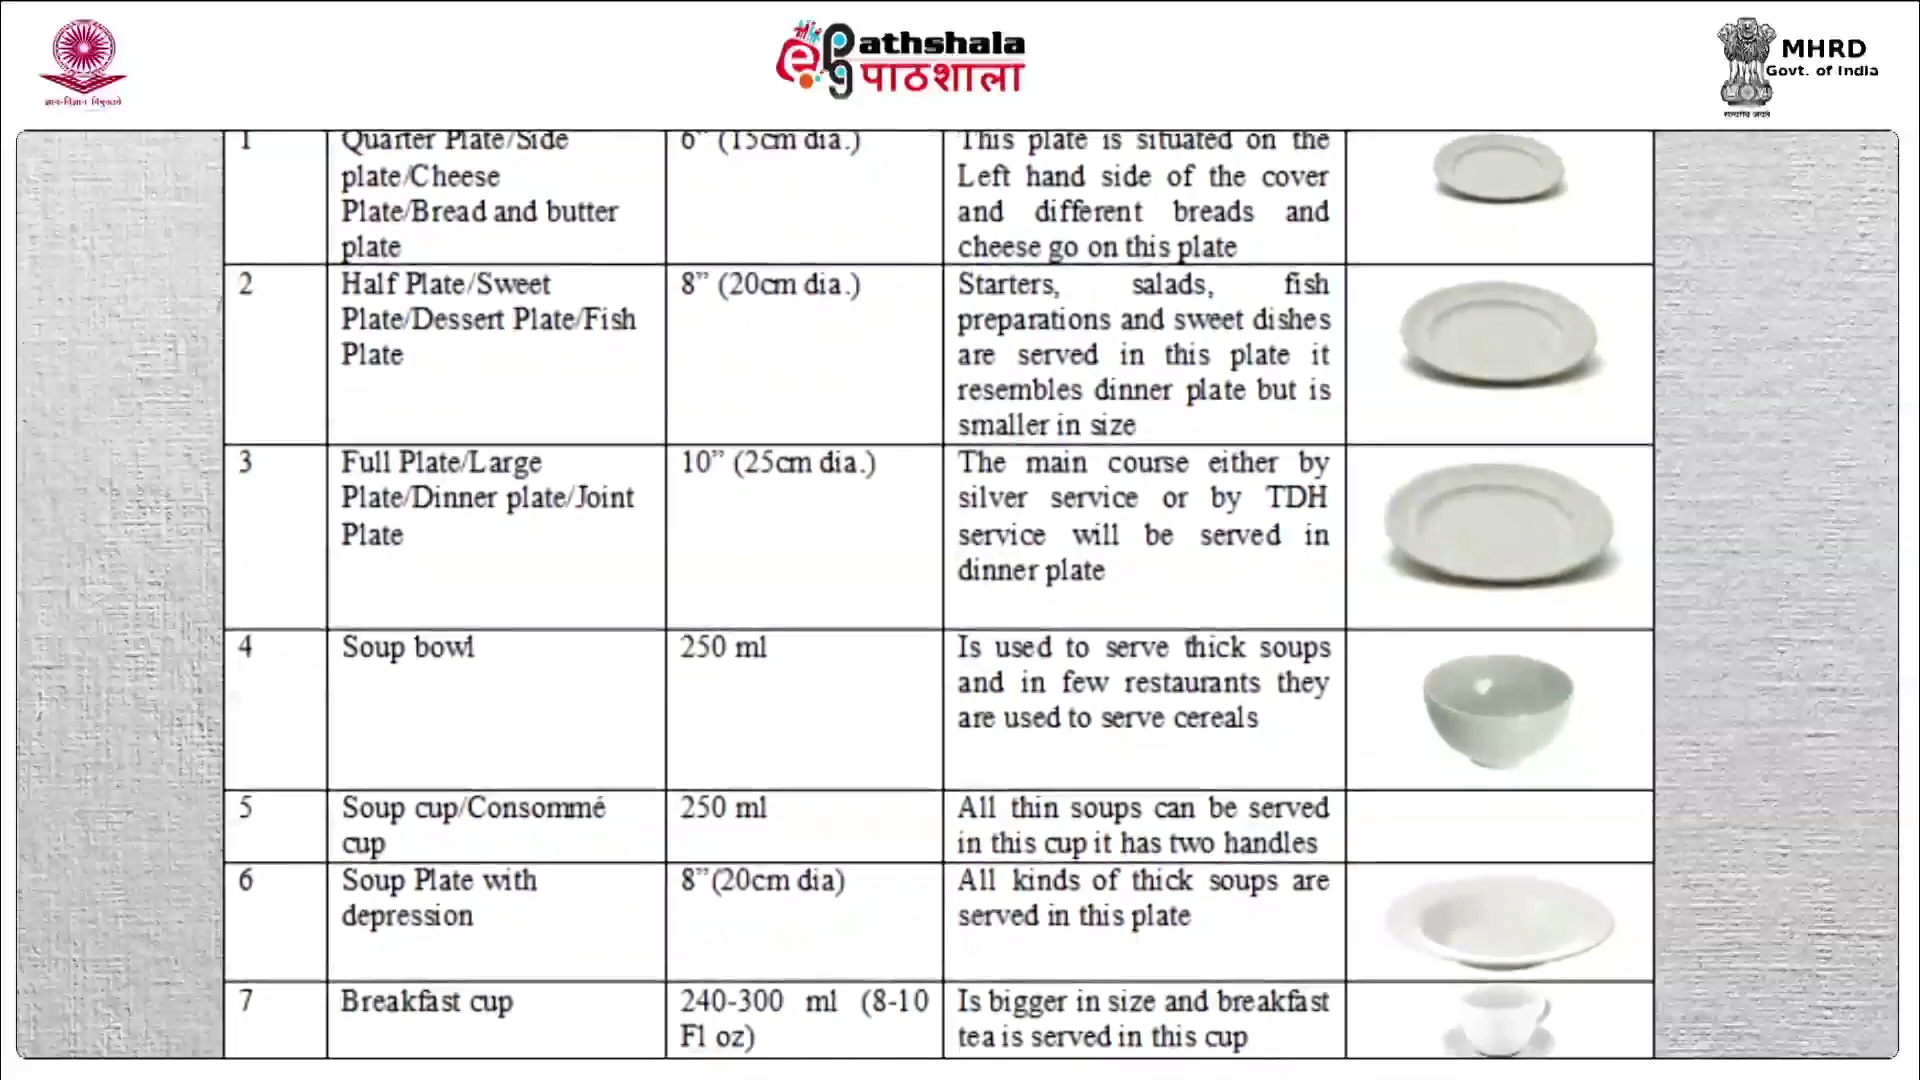 ज्ञान-विज्ञान विमुक्तये
ePG athshala
पाठशाला
MHRD
Govt. of India
सत्यमेव जयते
1
Quarter Plate/Side
plate/Cheese
Plate/Bread and butter
plate
6” (15cm dia.)
This plate is situated on the
Left hand side of the cover
and different breads and
cheese go on this plate
2
Half Plate/Sweet
Plate/Dessert Plate/Fish
Plate
8” (20cm dia.)
Starters, salads, fish
preparations and sweet dishes
are served in this plate it
resembles dinner plate but is
smaller in size
3
Full Plate/Large
Plate/Dinner plate/Joint
Plate
10” (25cm dia.)
The main course either by
silver service or by TDH
service will be served in
dinner plate
4
Soup bowl
250 ml
Is used to serve thick soups
and in few restaurants they
are used to serve cereals
5
Soup cup/Consommé
cup
250 ml
All thin soups can be served
in this cup it has two handles
6
Soup Plate with
depression
8”(20cm dia)
All kinds of thick soups are
served in this plate
7
Breakfast cup
240-300 ml (8-10
Fl oz)
Is bigger in size and breakfast
tea is served in this cup